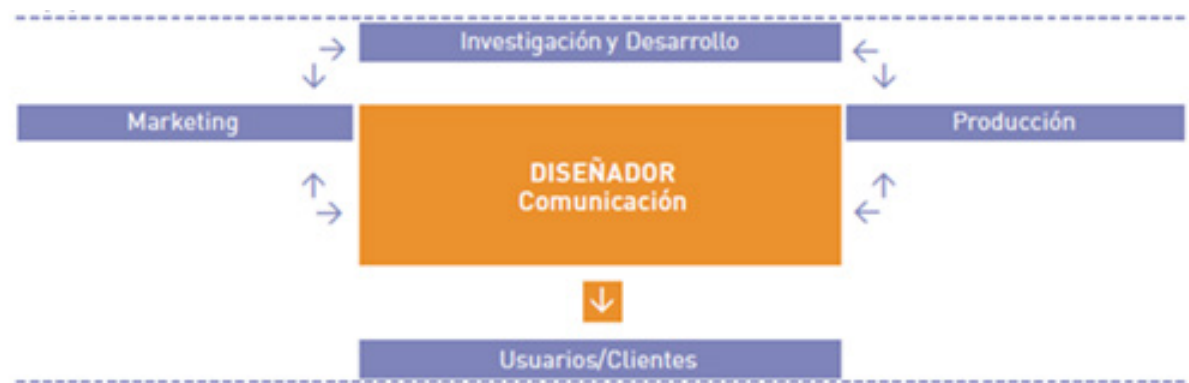 Investigación y Desarrollo
Marketing
Producción
DISEÑADOR
Comunicación
Usuarios/Clientes